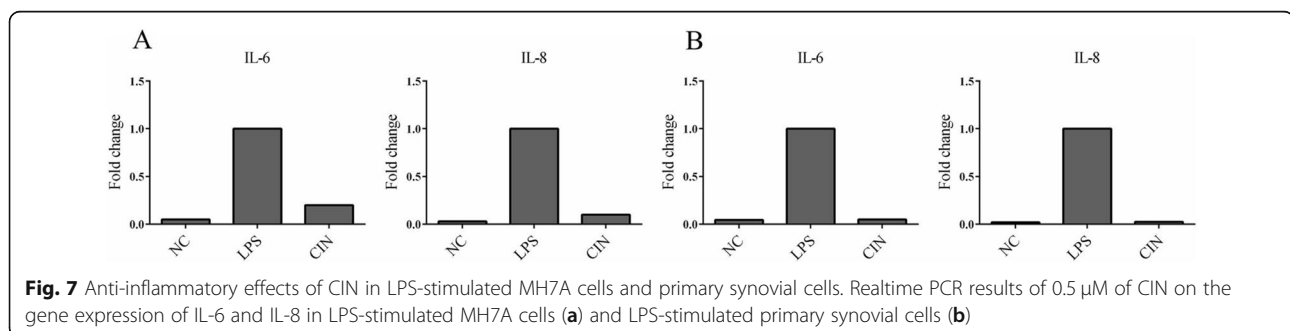 A
B
IL-6
IL-8
IL-6
IL-8
Fold change
1.5
1.0
0.5
0.0
NC
LPS
CIN
Fold change
1.5
1.0
0.5
0.0
NC
LPS
CIN
Fold change
1.5
1.0
0.5
0.0
NC
LPS
CIN
Fold change
1.5
1.0
0.5
0.0
NC
LPS
CIN
Fig. 7 Anti-inflammatory effects of CIN in LPS-stimulated MH7A cells and primary synovial cells. Realtime PCR results of 0.5 μM of CIN on the
gene expression of IL-6 and IL-8 in LPS-stimulated MH7A cells (a) and LPS-stimulated primary synovial cells (b)